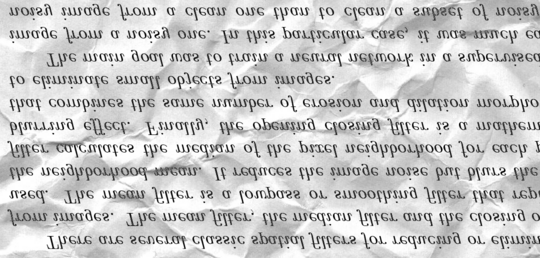 There are several classic spatial filters for reducing or elimin
from images. The mean filter, the median filter and the closing o
used. The mean filter is a lowpass or smoothing filter that rep
the neighborhood mean. It reduces the image noise but blurs the
filter calculates the median of the pixel neighborhood for each p
blurring effect. Finally, the opening closing filter is a mathem
that combines the same number of erosion and dilation morpho
to eliminate small objects from images.
The main goal was to train a neural network in a supervised
image from a noisy one. In this particular case, it was much ea
noisy image from a clean one than to clean a subset of noisy